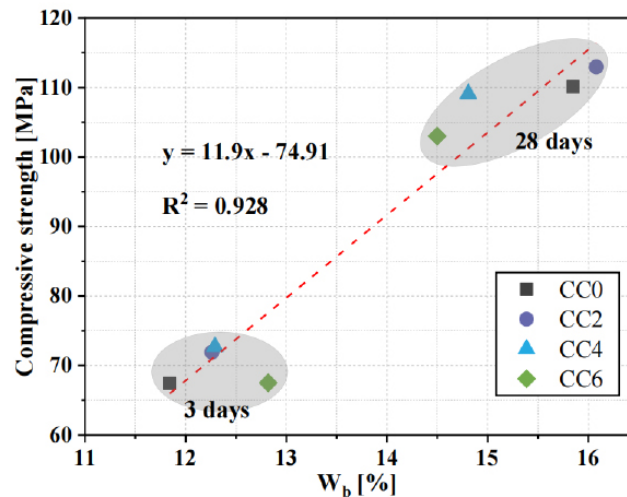 120
110
100
90
80
70
60
Compressive strength [MPa]
y = 11.9x - 74.91
R² = 0.928
28 days
3 days
CC0
CC2
CC4
CC6
11 12 13 14 15 16
W_b [%]